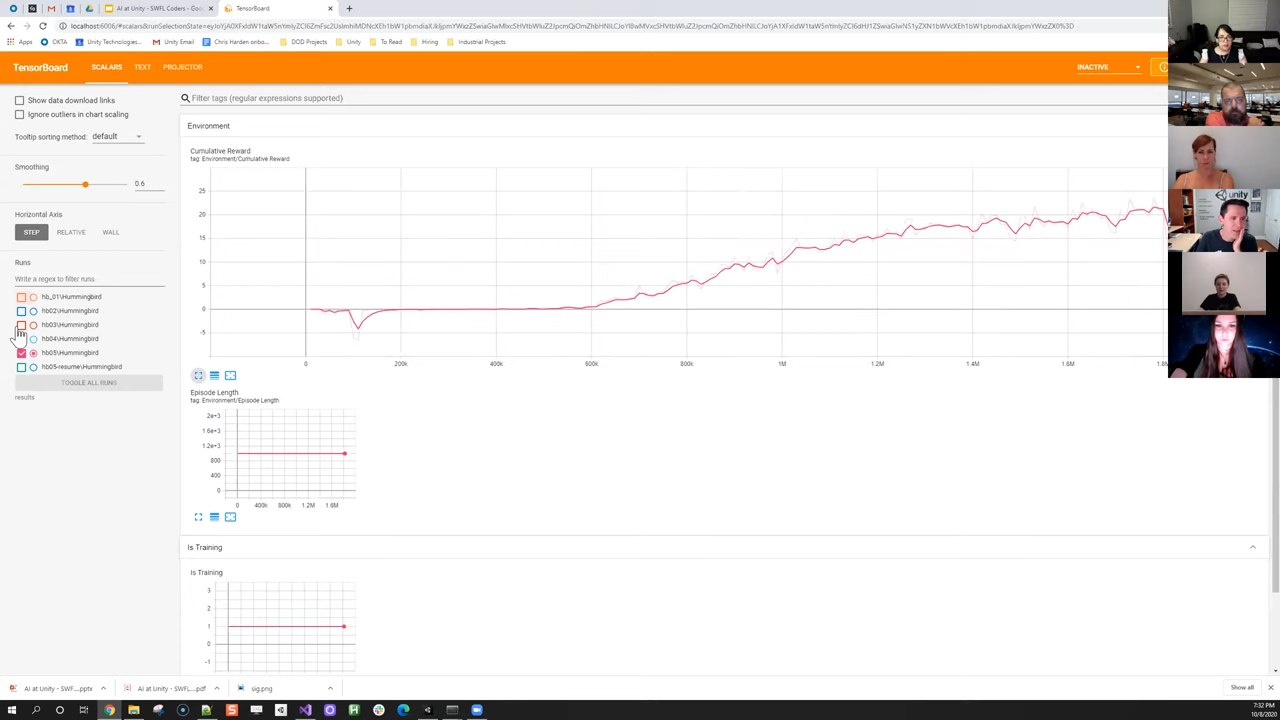 AI at Unity - SWFL Coders - Goo
TensorBoard
Apps
OKTA
Unity Technologies...
Unity Email
Chris Harden onbo...
DOD Projects
Unity
To Read
Hiring
Industrial Projects
TensorBoard
SCALARS
TEXT
PROJECTOR
INACTIVE
Show data download links
Ignore outliers in chart scaling
Tooltip sorting method: default
Smoothing
0.6
Horizontal Axis
STEP
RELATIVE
WALL
Runs
Write a regex to filter runs
hb_01\Hummingbird
hb02\Hummingbird
hb03\Hummingbird
hb04\Hummingbird
hb05\Hummingbird
hb05-resume\Hummingbird
TOGGLE ALL RUNS
results
Filter tags (regular expressions supported)
Environment
Cumulative Reward
tag: Environment/Cumulative Reward
25
20
15
10
5
0
-5
0 200k 400k 600k 800k 1M 1.2M 1.4M 1.6M 1.8M
Episode Length
tag: Environment/Episode Length
2e+3
1.6e+3
1.2e+3
800
400
0
0 400k 800k 1.2M 1.6M
Is Training
Is Training
3
2
1
0
-1
unity
AI at Unity - SWF....pptx
AI at Unity - SWFL....pdf
sig.png
Show all
7:32 PM
10/8/2020